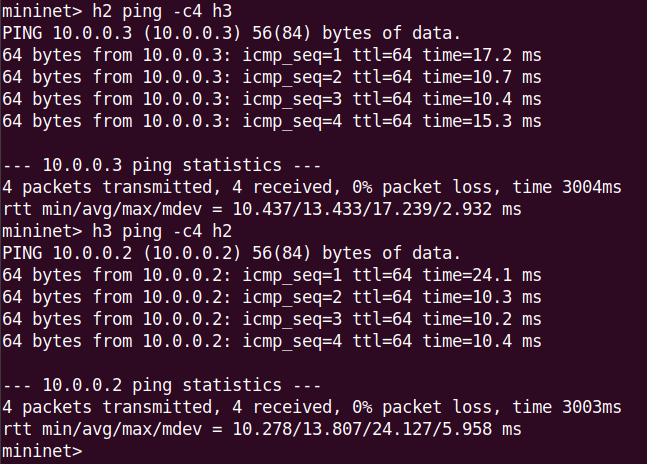 mininet> h2 ping -c4 h3
PING 10.0.0.3 (10.0.0.3) 56(84) bytes of data.
64 bytes from 10.0.0.3: icmp_seq=1 ttl=64 time=17.2 ms
64 bytes from 10.0.0.3: icmp_seq=2 ttl=64 time=10.7 ms
64 bytes from 10.0.0.3: icmp_seq=3 ttl=64 time=10.4 ms
64 bytes from 10.0.0.3: icmp_seq=4 ttl=64 time=15.3 ms

--- 10.0.0.3 ping statistics ---
4 packets transmitted, 4 received, 0% packet loss, time 3004ms
rtt min/avg/max/mdev = 10.437/13.433/17.239/2.932 ms
mininet> h3 ping -c4 h2
PING 10.0.0.2 (10.0.0.2) 56(84) bytes of data.
64 bytes from 10.0.0.2: icmp_seq=1 ttl=64 time=24.1 ms
64 bytes from 10.0.0.2: icmp_seq=2 ttl=64 time=10.3 ms
64 bytes from 10.0.0.2: icmp_seq=3 ttl=64 time=10.2 ms
64 bytes from 10.0.0.2: icmp_seq=4 ttl=64 time=10.4 ms

--- 10.0.0.2 ping statistics ---
4 packets transmitted, 4 received, 0% packet loss, time 3003ms
rtt min/avg/max/mdev = 10.278/13.807/24.127/5.958 ms
mininet>